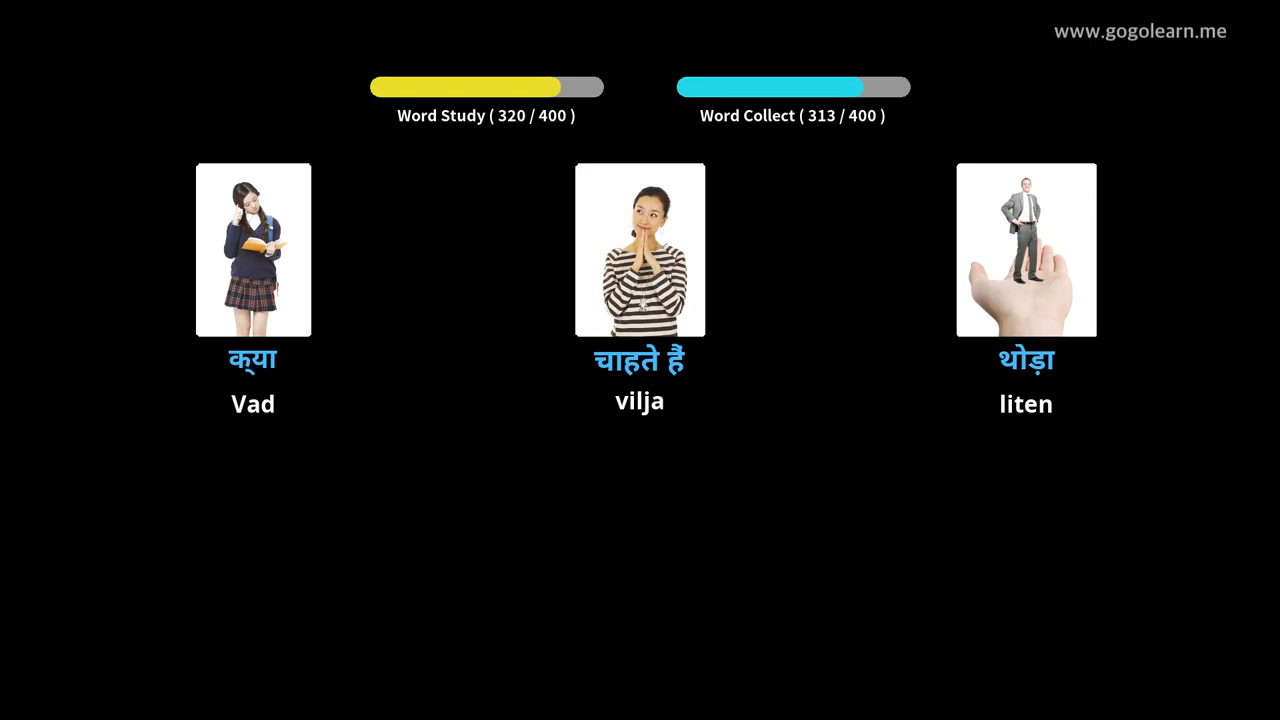 www.gogolearn.me
Word Study ( 320 / 400 )
Word Collect ( 313 / 400 )
क्या
चाहते हैं
थोड़ा
Vad
vilja
liten